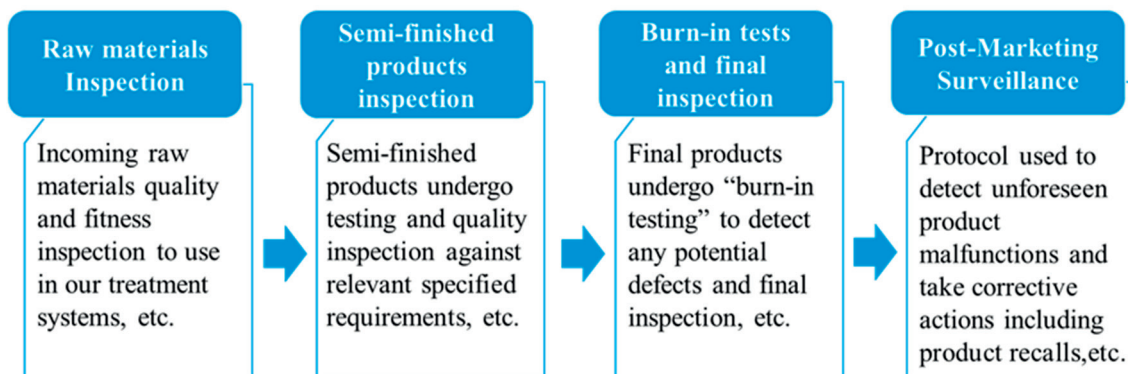 Raw materials
Inspection
Incoming raw
materials quality
and fitness
inspection to use
in our treatment
systems, etc.
Semi-finished
products
inspection
Semi-finished
products undergo
testing and quality
inspection against
relevant specified
requirements, etc.
Burn-in tests
and final
inspection
Final products
undergo “burn-in
testing” to detect
any potential
defects and final
inspection, etc.
Post-Marketing
Surveillance
Protocol used to
detect unforeseen
product
malfunctions and
take corrective
actions including
product recalls,etc.